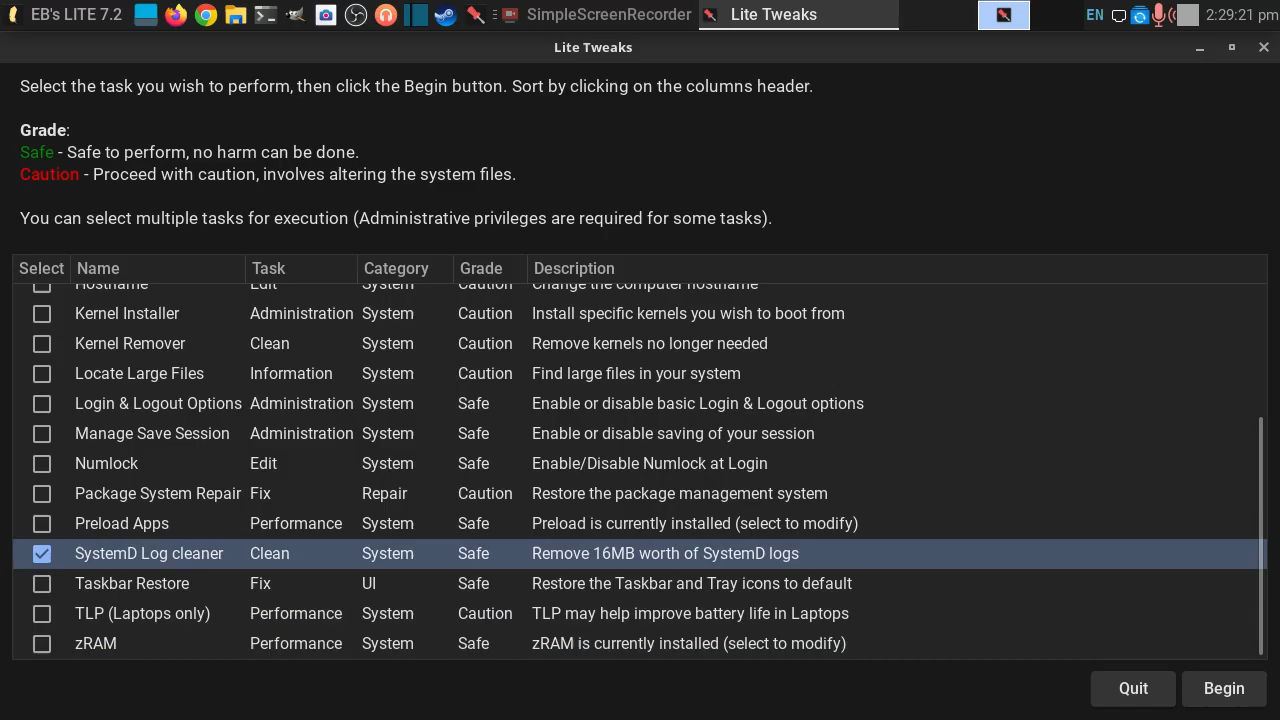 EB's LITE 7.2 SimpleScreenRecorder Lite Tweaks EN 2:29:21 pm
Lite Tweaks
Select the task you wish to perform, then click the Begin button. Sort by clicking on the columns header.
Grade:
Safe - Safe to perform, no harm can be done.
Caution - Proceed with caution, involves altering the system files.
You can select multiple tasks for execution (Administrative privileges are required for some tasks).
Select Name Task Category Grade Description
Hostname Edit System Caution Change the computer hostname
Kernel Installer Administration System Caution Install specific kernels you wish to boot from
Kernel Remover Clean System Caution Remove kernels no longer needed
Locate Large Files Information System Caution Find large files in your system
Login & Logout Options Administration System Safe Enable or disable basic Login & Logout options
Manage Save Session Administration System Safe Enable or disable saving of your session
Numlock Edit System Safe Enable/Disable Numlock at Login
Package System Repair Fix Repair Caution Restore the package management system
Preload Apps Performance System Safe Preload is currently installed (select to modify)
SystemD Log cleaner Clean System Safe Remove 16MB worth of SystemD logs
Taskbar Restore Fix UI Safe Restore the Taskbar and Tray icons to default
TLP (Laptops only) Performance System Caution TLP may help improve battery life in Laptops
zRAM Performance System Safe zRAM is currently installed (select to modify)
Quit Begin